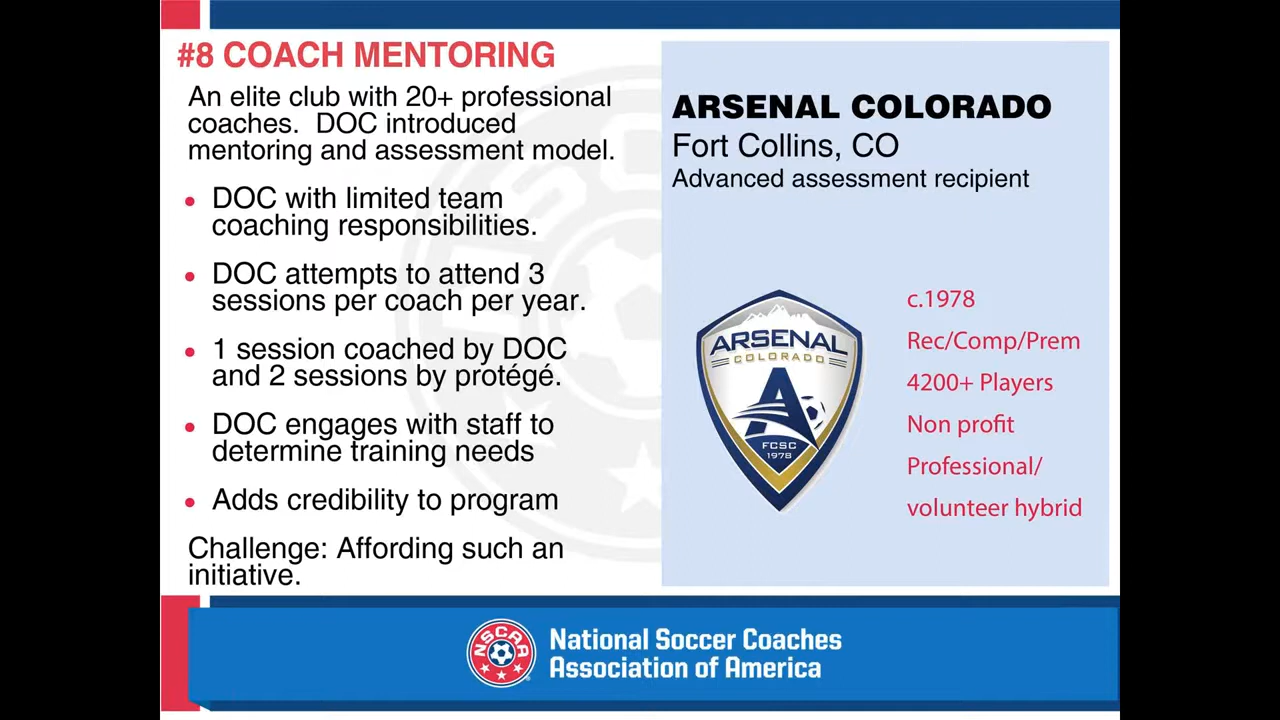 #8 COACH MENTORING
An elite club with 20+ professional
coaches.  DOC introduced
mentoring and assessment model.
• DOC with limited team
coaching responsibilities.
• DOC attempts to attend 3
sessions per coach per year.
• 1 session coached by DOC
and 2 sessions by protégé.
• DOC engages with staff to
determine training needs
• Adds credibility to program
Challenge: Affording such an
initiative.
ARSENAL COLORADO
Fort Collins, CO
Advanced assessment recipient
ARSENAL
COLORADO
A
FCSC
1978
c.1978
Rec/Comp/Prem
4200+ Players
Non profit
Professional/
volunteer hybrid
NSCAA
National Soccer Coaches
Association of America